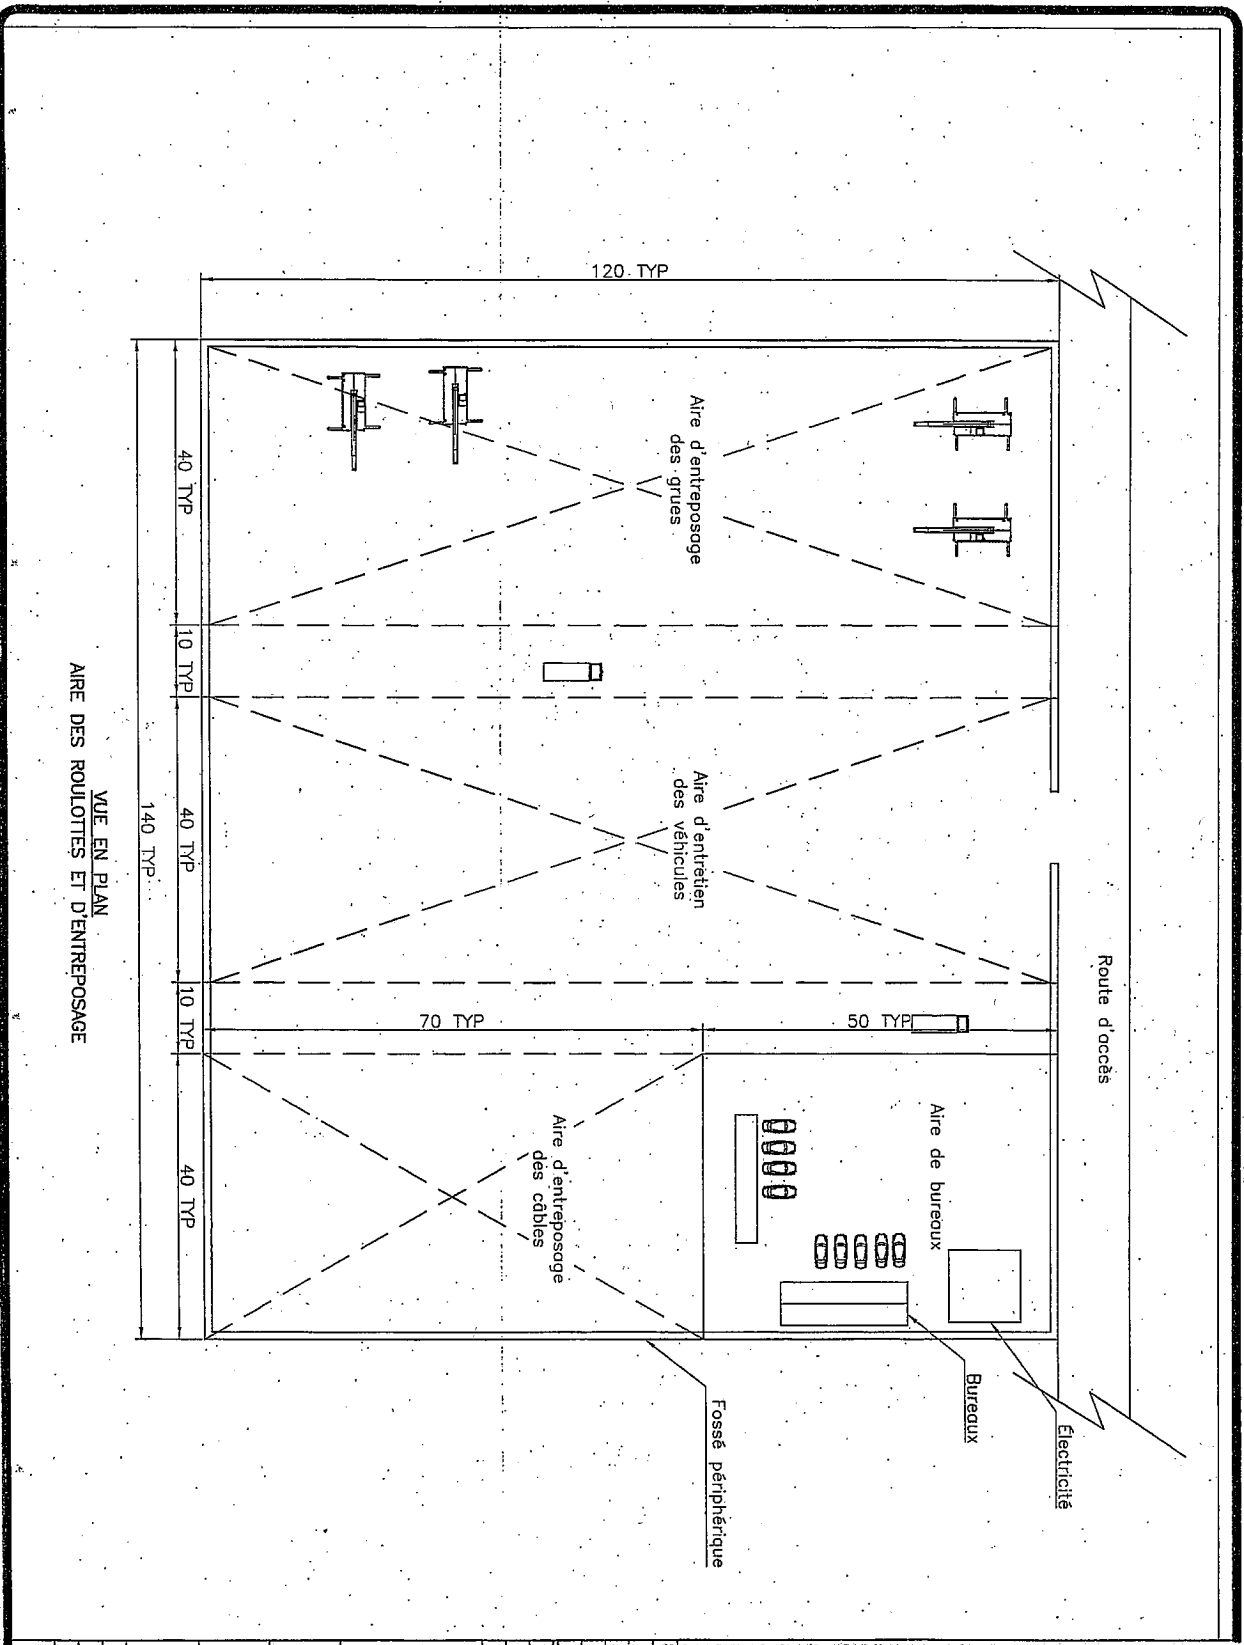 Route d'accès
120 TYP
Aire d'entreposage
des grues
Aire d'entretien
des véhicules
50 TYP
70 TYP
Aire de bureaux
Aire d'entreposage
des câbles
Électricité
Bureaux
Fossé périphérique
40 TYP
10 TYP
40 TYP
10 TYP
40 TYP
140 TYP
VUE EN PLAN
AIRE DES ROULOTTES ET D'ENTREPOSAGE